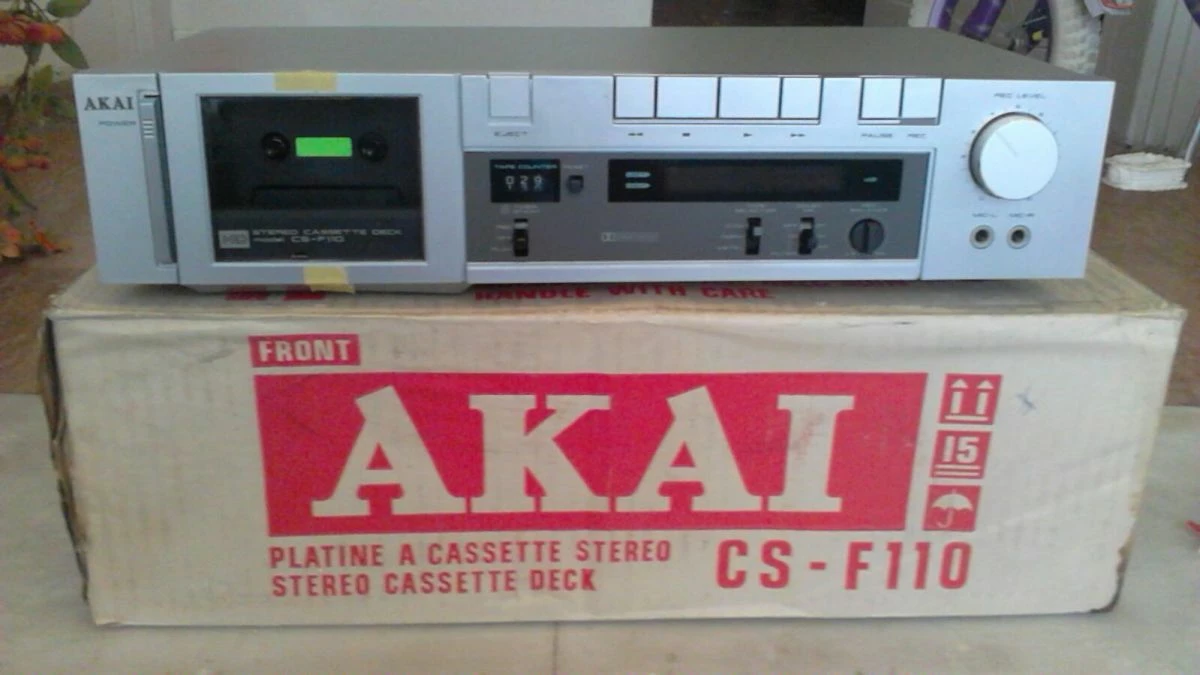 AKAI
POWER
EJECT
PAUSE REC
REC LEVEL
TAPE COUNTER
RESET
MIC-L MIC-R
STEREO CASSETTE DECK
model CS-F110
HANDLE WITH CARE
FRONT
AKAI
15
PLATINE A CASSETTE STEREO
STEREO CASSETTE DECK
CS-F110